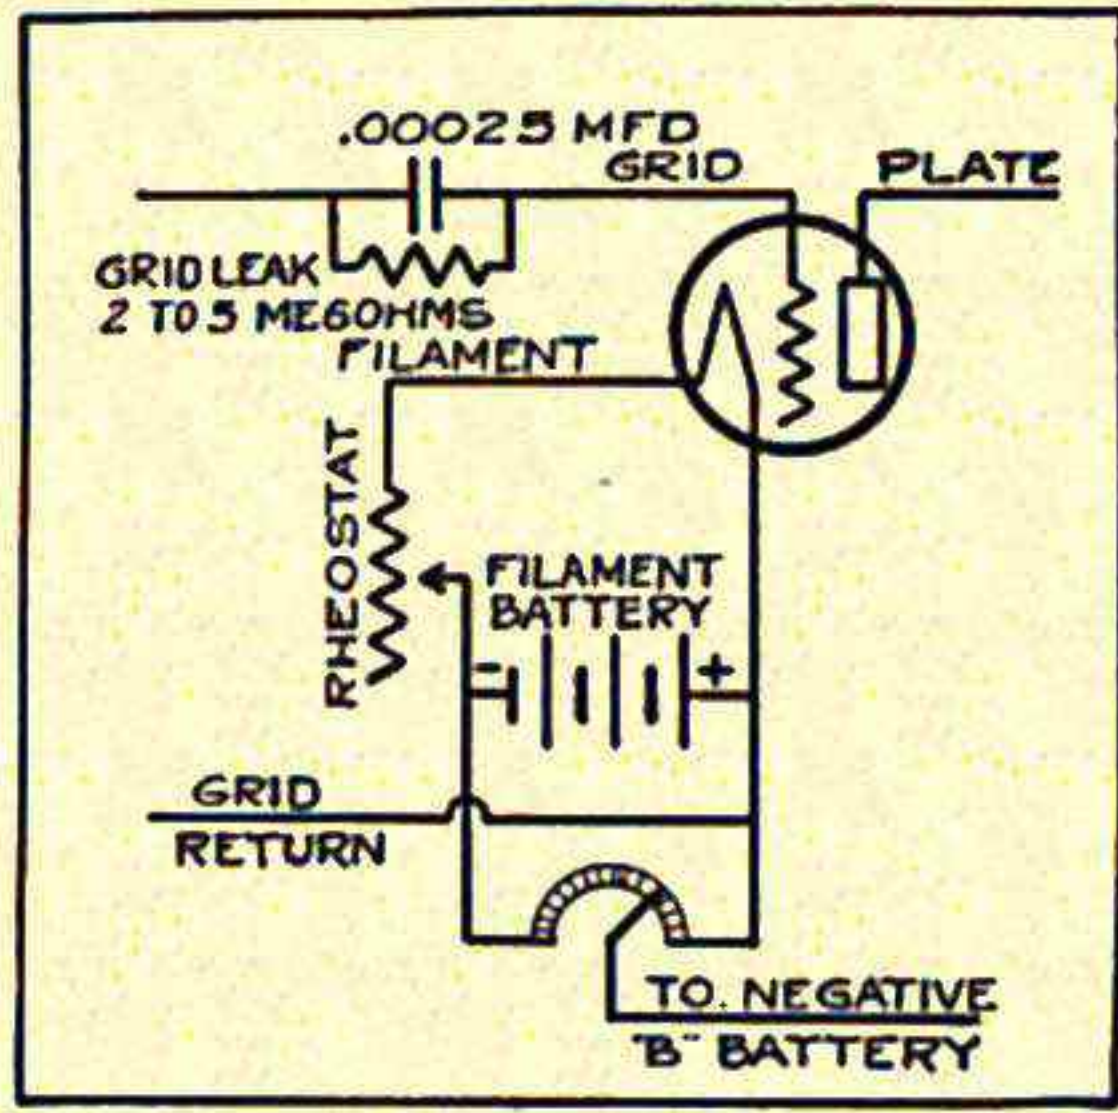 .00025 MFD
GRID
PLATE
GRID LEAK
2 TO 5 MEGOHMS
FILAMENT
RHEOSTAT
FILAMENT
BATTERY
- +
GRID
RETURN
TO. NEGATIVE
"B" BATTERY